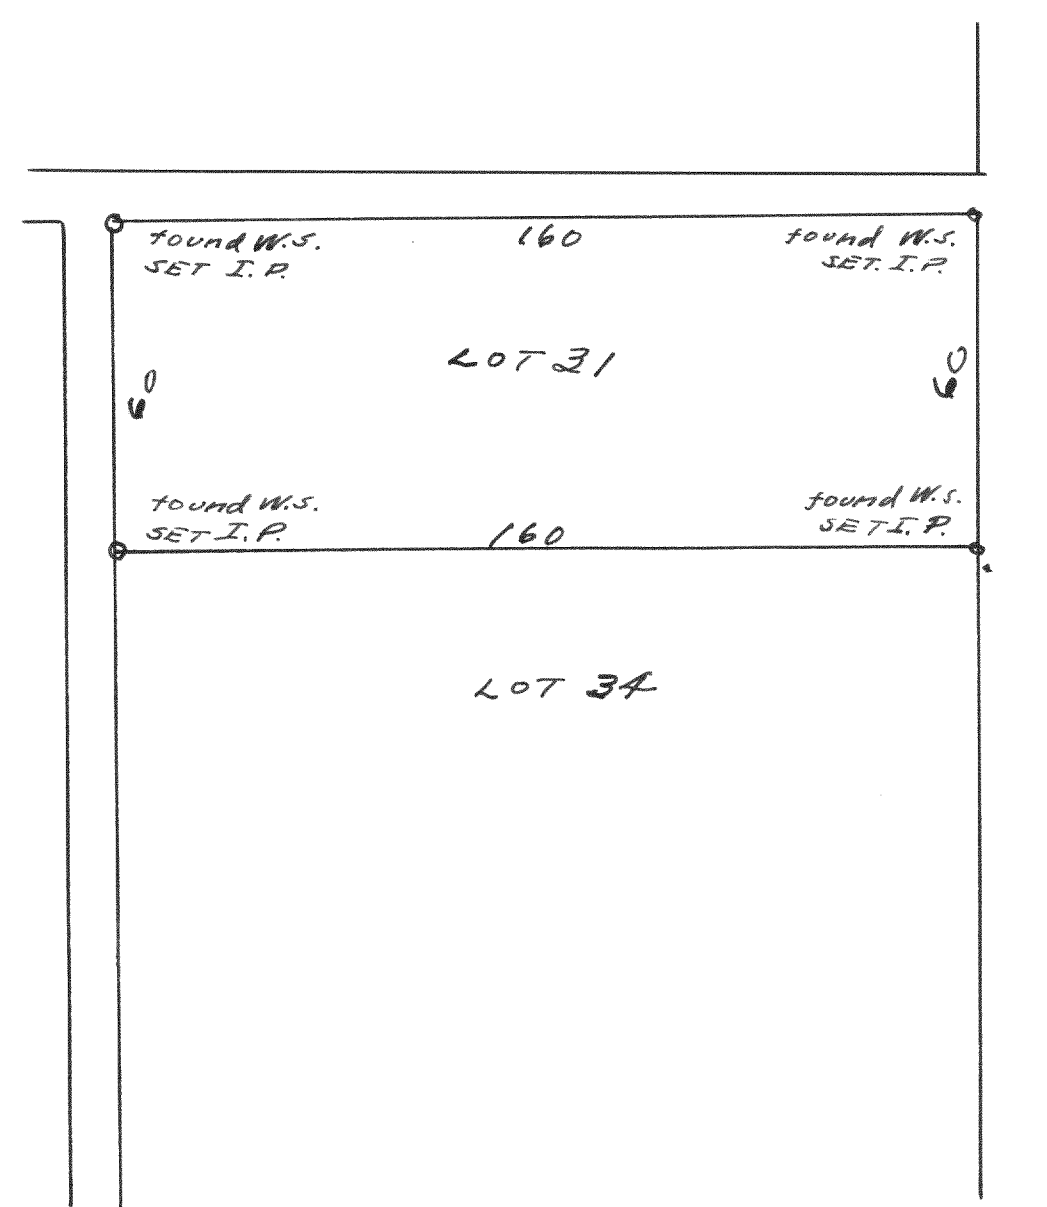 found W.S.
SET I.P.
160
found W.S.
SET. I.P.
LOT 31
60
60
found W.S.
SET I.P.
160
found W.S.
SET I.P.
LOT 34